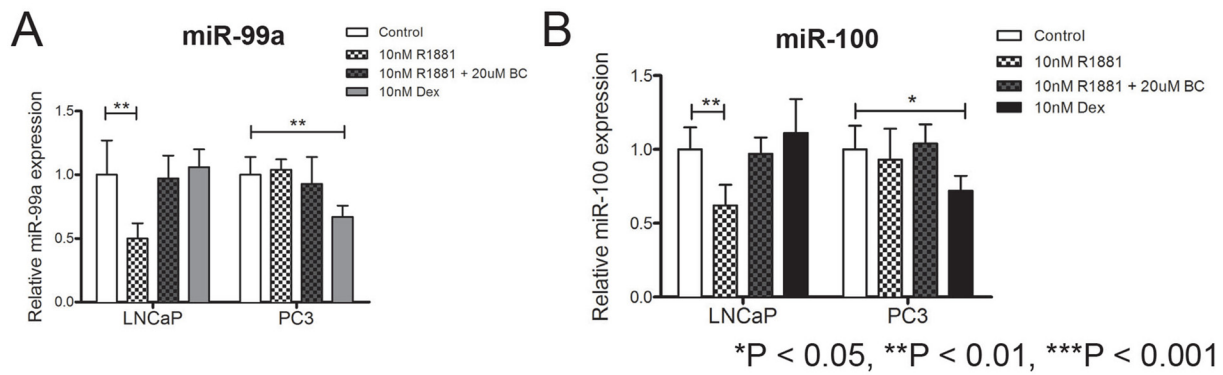 A
miR-99a
Control
10nM R1881
10nM R1881 + 20uM BC
10nM Dex
Relative miR-99a expression
1.5
1.0
0.5
0.0
**
**
LNCaP
PC3
B
miR-100
Control
10nM R1881
10nM R1881 + 20uM BC
10nM Dex
Relative miR-100 expression
1.5
1.0
0.5
0.0
**
*
LNCaP
PC3
*P < 0.05, **P < 0.01, ***P < 0.001